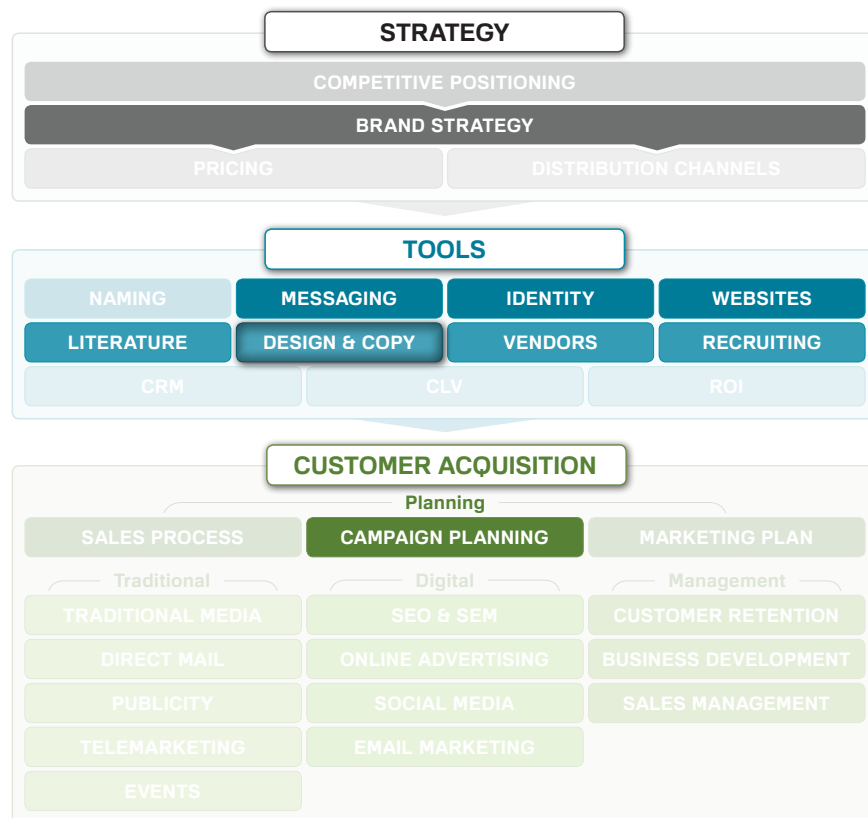 STRATEGY
COMPETITIVE POSITIONING
BRAND STRATEGY
PRICING DISTRIBUTION CHANNELS
TOOLS
NAMING MESSAGING IDENTITY WEBSITES
LITERATURE DESIGN & COPY VENDORS RECRUITING
CRM CLV ROI
CUSTOMER ACQUISITION
Planning
SALES PROCESS CAMPAIGN PLANNING MARKETING PLAN
Traditional Digital Management
TRADITIONAL MEDIA SEO & SEM CUSTOMER RETENTION
DIRECT MAIL ONLINE ADVERTISING BUSINESS DEVELOPMENT
PUBLICITY SOCIAL MEDIA SALES MANAGEMENT
TELEMARKETING EMAIL MARKETING
EVENTS